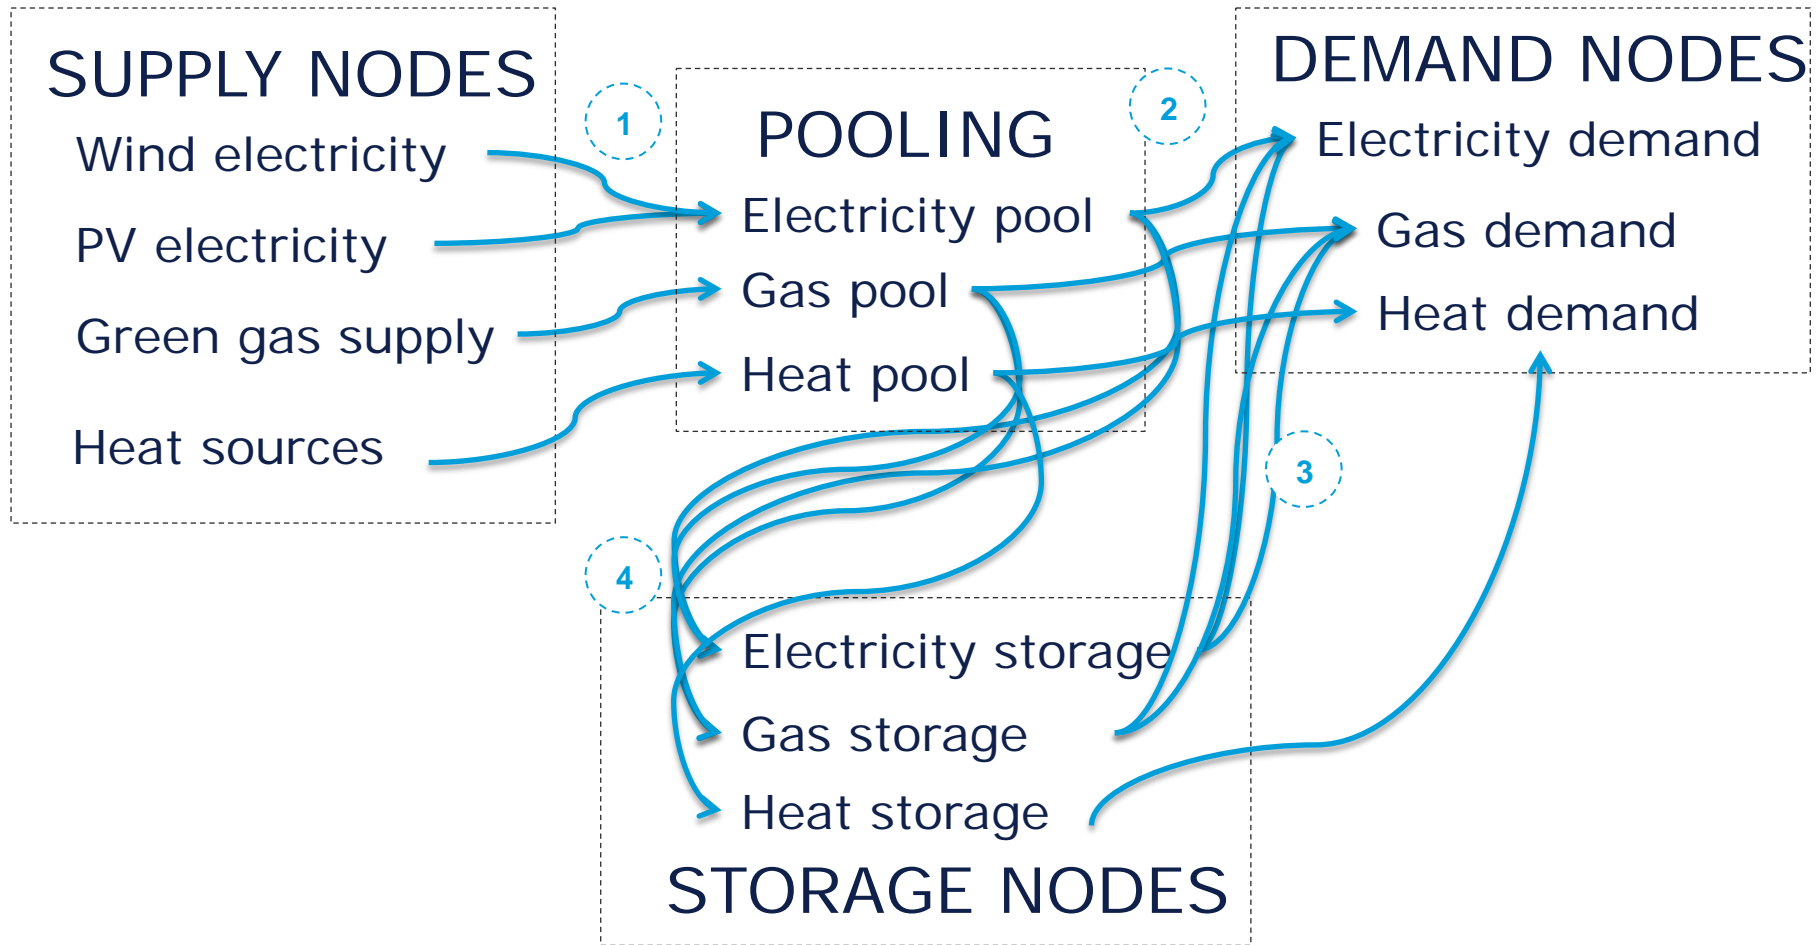 SUPPLY NODES
Wind electricity
PV electricity
Green gas supply
Heat sources
1
POOLING
Electricity pool
Gas pool
Heat pool
2
DEMAND NODES
Electricity demand
Gas demand
Heat demand
3
4
Electricity storage
Gas storage
Heat storage
STORAGE NODES